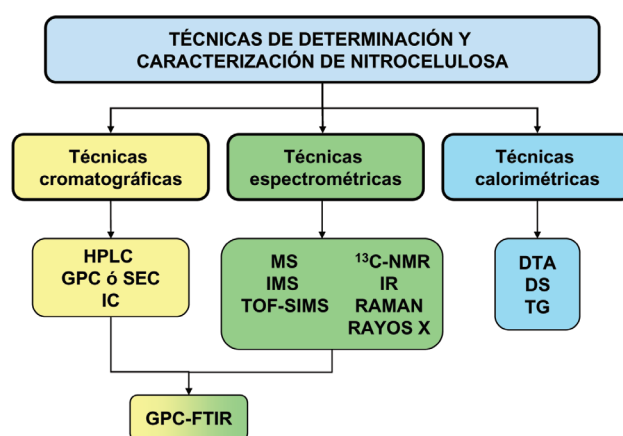 TÉCNICAS DE DETERMINACIÓN Y
CARACTERIZACIÓN DE NITROCELULOSA
Técnicas
cromatográficas
Técnicas
espectrométricas
Técnicas
calorimétricas
HPLC
GPC ó SEC
IC
MS
IMS
TOF-SIMS
¹³C-NMR
IR
RAMAN
RAYOS X
DTA
DS
TG
GPC-FTIR